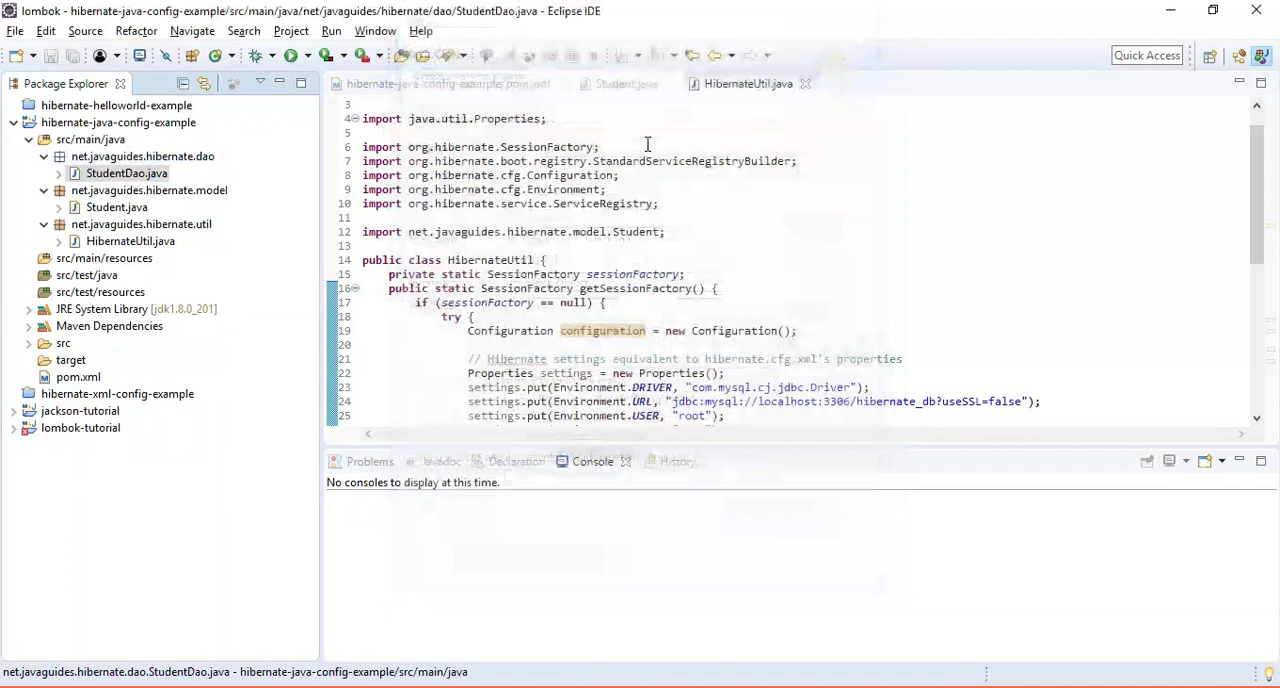 lombok - hibernate-java-config-example/src/main/java/net/javaguides/hibernate/dao/StudentDao.java - Eclipse IDE
File Edit Source Refactor Navigate Search Project Run Window Help
Quick Access
Package Explorer
hibernate-java-config-example/pom.xml Student.java HibernateUtil.java
hibernate-helloworld-example
hibernate-java-config-example
src/main/java
net.javaguides.hibernate.dao
StudentDao.java
net.javaguides.hibernate.model
Student.java
net.javaguides.hibernate.util
HibernateUtil.java
src/main/resources
src/test/java
src/test/resources
JRE System Library [jdk1.8.0_201]
Maven Dependencies
src
target
pom.xml
hibernate-xml-config-example
jackson-tutorial
lombok-tutorial
3
4 import java.util.Properties;
5
6 import org.hibernate.SessionFactory;
7 import org.hibernate.boot.registry.StandardServiceRegistryBuilder;
8 import org.hibernate.cfg.Configuration;
9 import org.hibernate.cfg.Environment;
10 import org.hibernate.service.ServiceRegistry;
11
12 import net.javaguides.hibernate.model.Student;
13
14 public class HibernateUtil {
15 private static SessionFactory sessionFactory;
16 public static SessionFactory getSessionFactory() {
17 if (sessionFactory == null) {
18 try {
19 Configuration configuration = new Configuration();
20
21 // Hibernate settings equivalent to hibernate.cfg.xml's properties
22 Properties settings = new Properties();
23 settings.put(Environment.DRIVER, "com.mysql.cj.jdbc.Driver");
24 settings.put(Environment.URL, "jdbc:mysql://localhost:3306/hibernate_db?useSSL=false");
25 settings.put(Environment.USER, "root");
Problems Javadoc Declaration Console History
No consoles to display at this time.
net.javaguides.hibernate.dao.StudentDao.java - hibernate-java-config-example/src/main/java